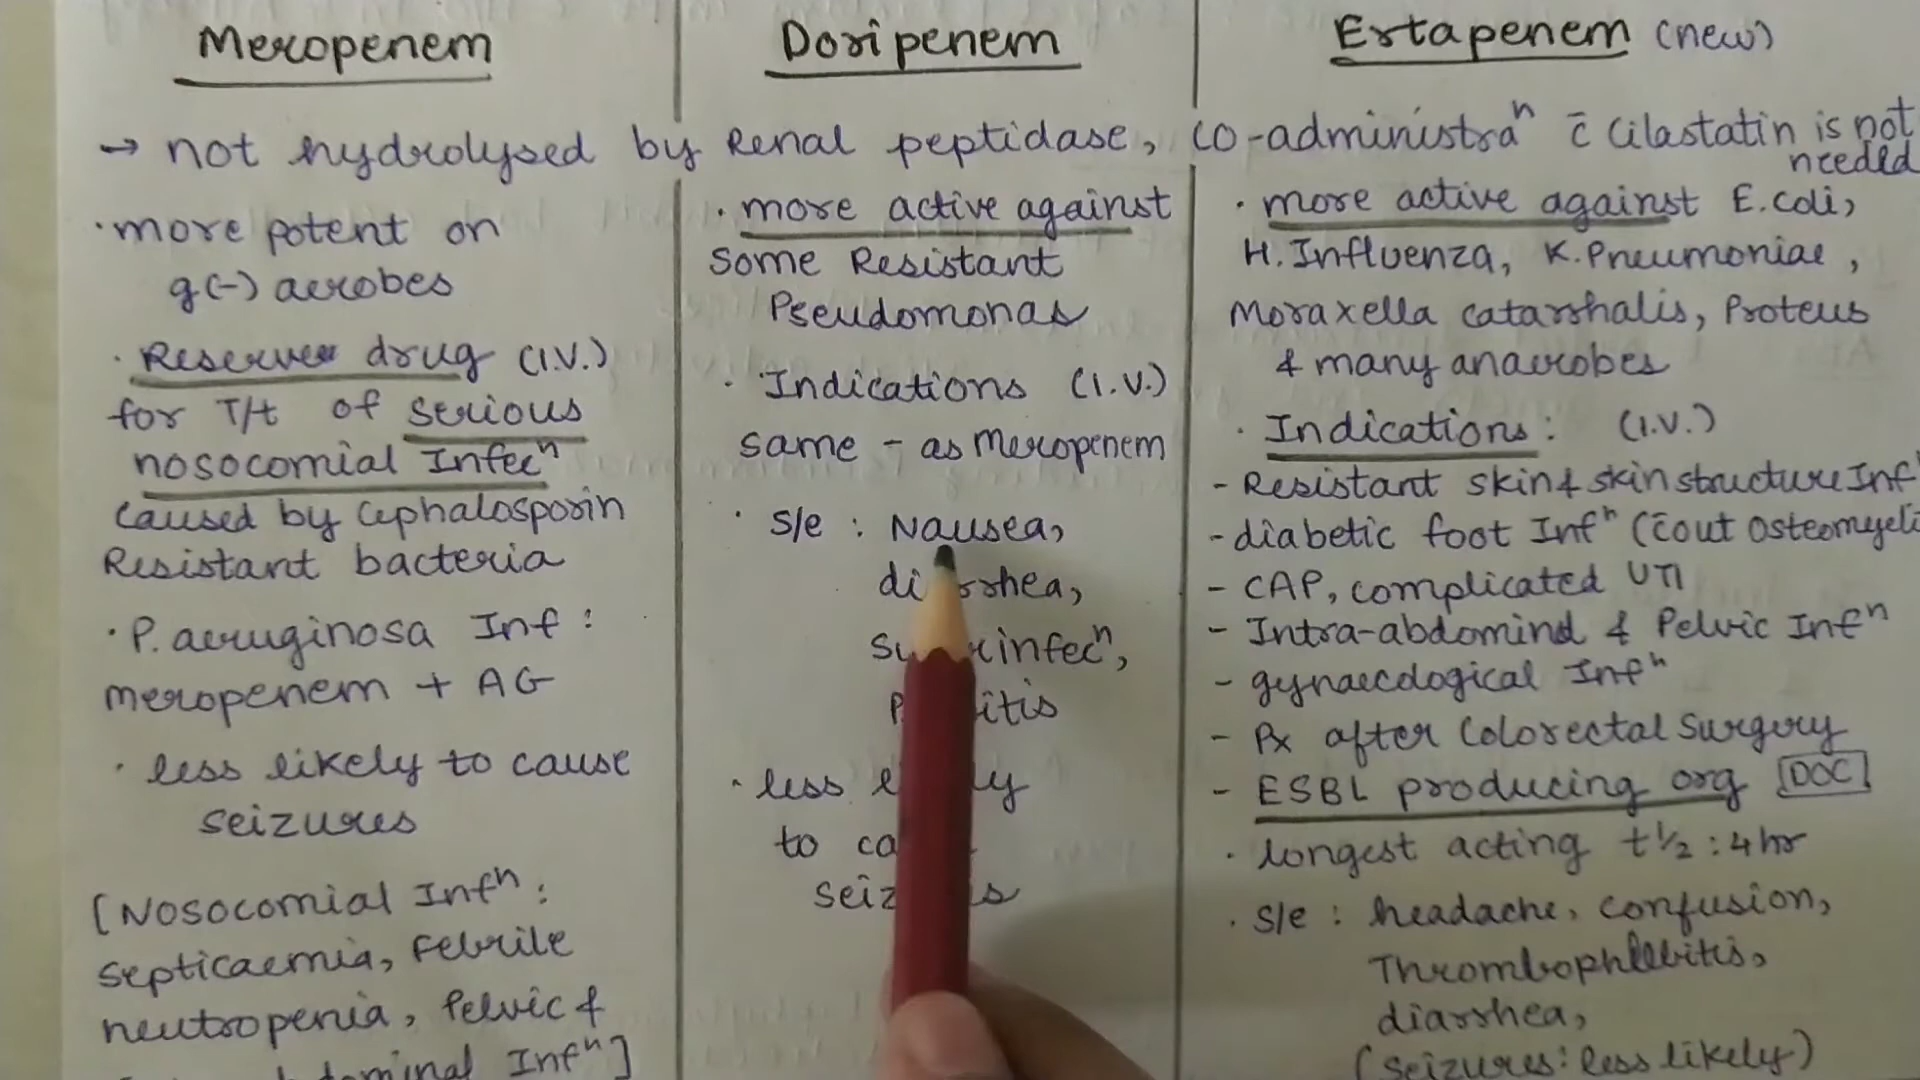 Meropenem
→ not hydrolysed by Renal peptidase, co-administraⁿ c̄ Cilastatin is not needed
· more potent on
g(-) aerobes
· Reserve drug (I.V.)
for T/t of serious
nosocomial Infecⁿ
caused by Cephalosporin
Resistant bacteria
· P. aeruginosa Inf :
meropenem + AG
· less likely to cause
seizures
[Nosocomial Infⁿ :
Septicaemia, Febrile
neutropenia, Pelvic &
Infⁿ]
Doripenem
· more active against
some Resistant
Pseudomonas
· Indications (I.V.)
same - as Meropenem
· S/e : Nausea,
infecⁿ,
· less
to
Ertapenem (new)
· more active against E.coli,
H.Influenza, K.Pneumoniae,
Moraxella catarrhalis, Proteus
& many anaerobes
· Indications : (I.V.)
- Resistant skin & skin structure Inf
- diabetic foot Infⁿ (c̄out
- CAP, complicated UTI
- Intra-abdominal & Pelvic Infⁿ
- gynaecological Infⁿ
- Px after Colorectal Surgery
- ESBL producing org [DOC]
· longest acting t½ : 4 hr
· S/e : headache, confusion,
Thrombophlebitis,
diarrhea,
(seizures: less likely)